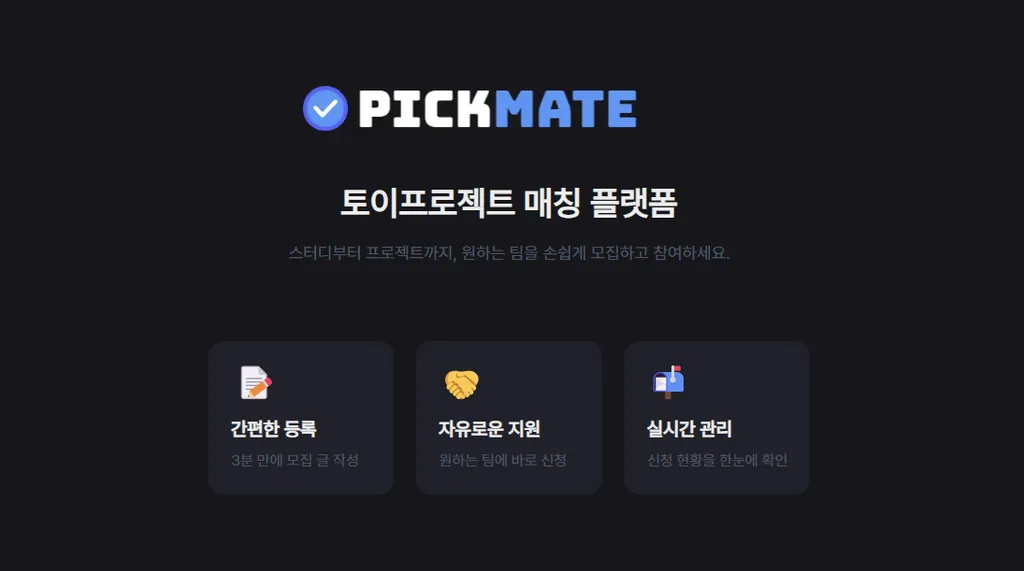 PICKMATE
토이프로젝트 매칭 플랫폼
스터디부터 프로젝트까지, 원하는 팀을 손쉽게 모집하고 참여하세요.
간편한 등록
3분 만에 모집 글 작성
자유로운 지원
원하는 팀에 바로 신청
실시간 관리
신청 현황을 한눈에 확인